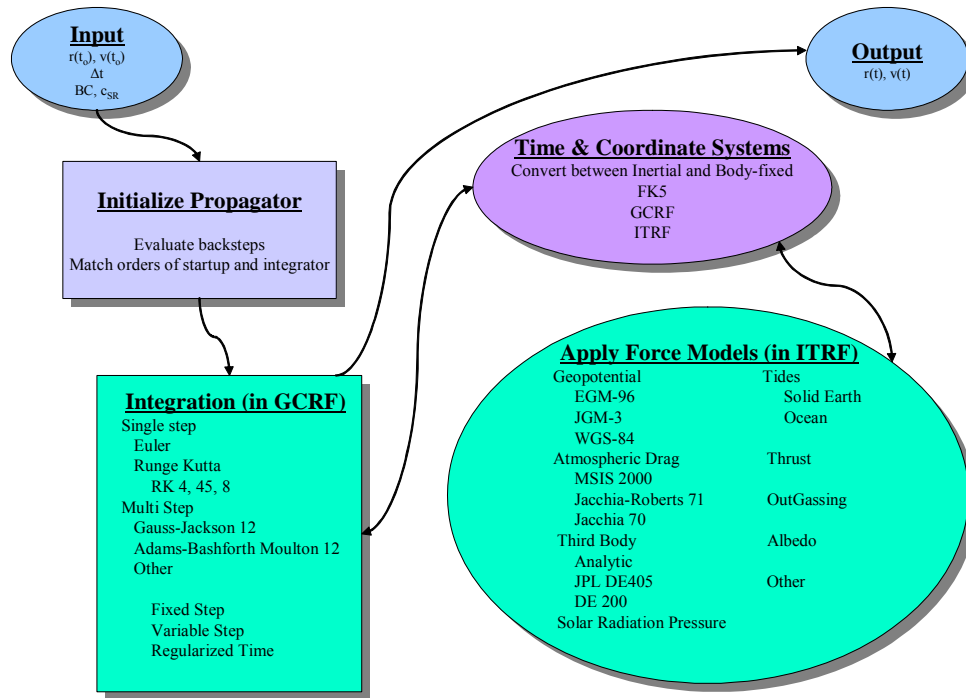 Input
r(tₒ), v(tₒ)
Δt
BC, c_SR
Output
r(t), v(t)
Initialize Propagator
Evaluate backsteps
Match orders of startup and integrator
Time & Coordinate Systems
Convert between Inertial and Body-fixed
FK5
GCRF
ITRF
Integration (in GCRF)
Single step
Euler
Runge Kutta
RK 4, 45, 8
Multi Step
Gauss-Jackson 12
Adams-Bashforth Moulton 12
Other
Fixed Step
Variable Step
Regularized Time
Apply Force Models (in ITRF)
Geopotential
EGM-96
JGM-3
WGS-84
Atmospheric Drag
MSIS 2000
Jacchia-Roberts 71
Jacchia 70
Third Body
Analytic
JPL DE405
DE 200
Solar Radiation Pressure
Tides
Solid Earth
Ocean
Thrust
OutGassing
Albedo
Other